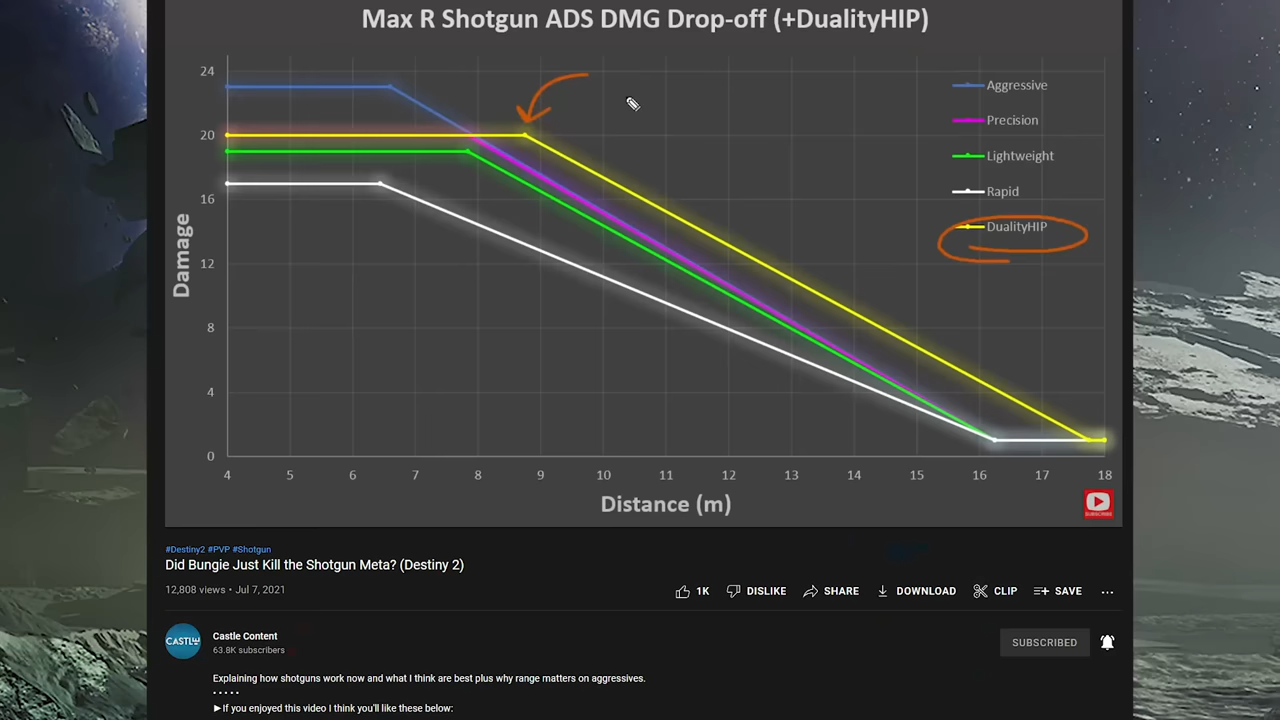 Max R Shotgun ADS DMG Drop-off (+DualityHIP)
24
20
16
12
8
4
0
Damage
4 5 6 7 8 9 10 11 12 13 14 15 16 17 18
Distance (m)
Aggressive
Precision
Lightweight
Rapid
DualityHIP
SUBSCRIBE
#Destiny2 #PVP #Shotgun
Did Bungie Just Kill the Shotgun Meta? (Destiny 2)
12,808 views • Jul 7, 2021
1K DISLIKE SHARE DOWNLOAD CLIP SAVE ...
CASTLE
Castle Content
63.8K subscribers
SUBSCRIBED
Explaining how shotguns work now and what I think are best plus why range matters on aggressives.
• • • • •
►If you enjoyed this video I think you'll like these below: